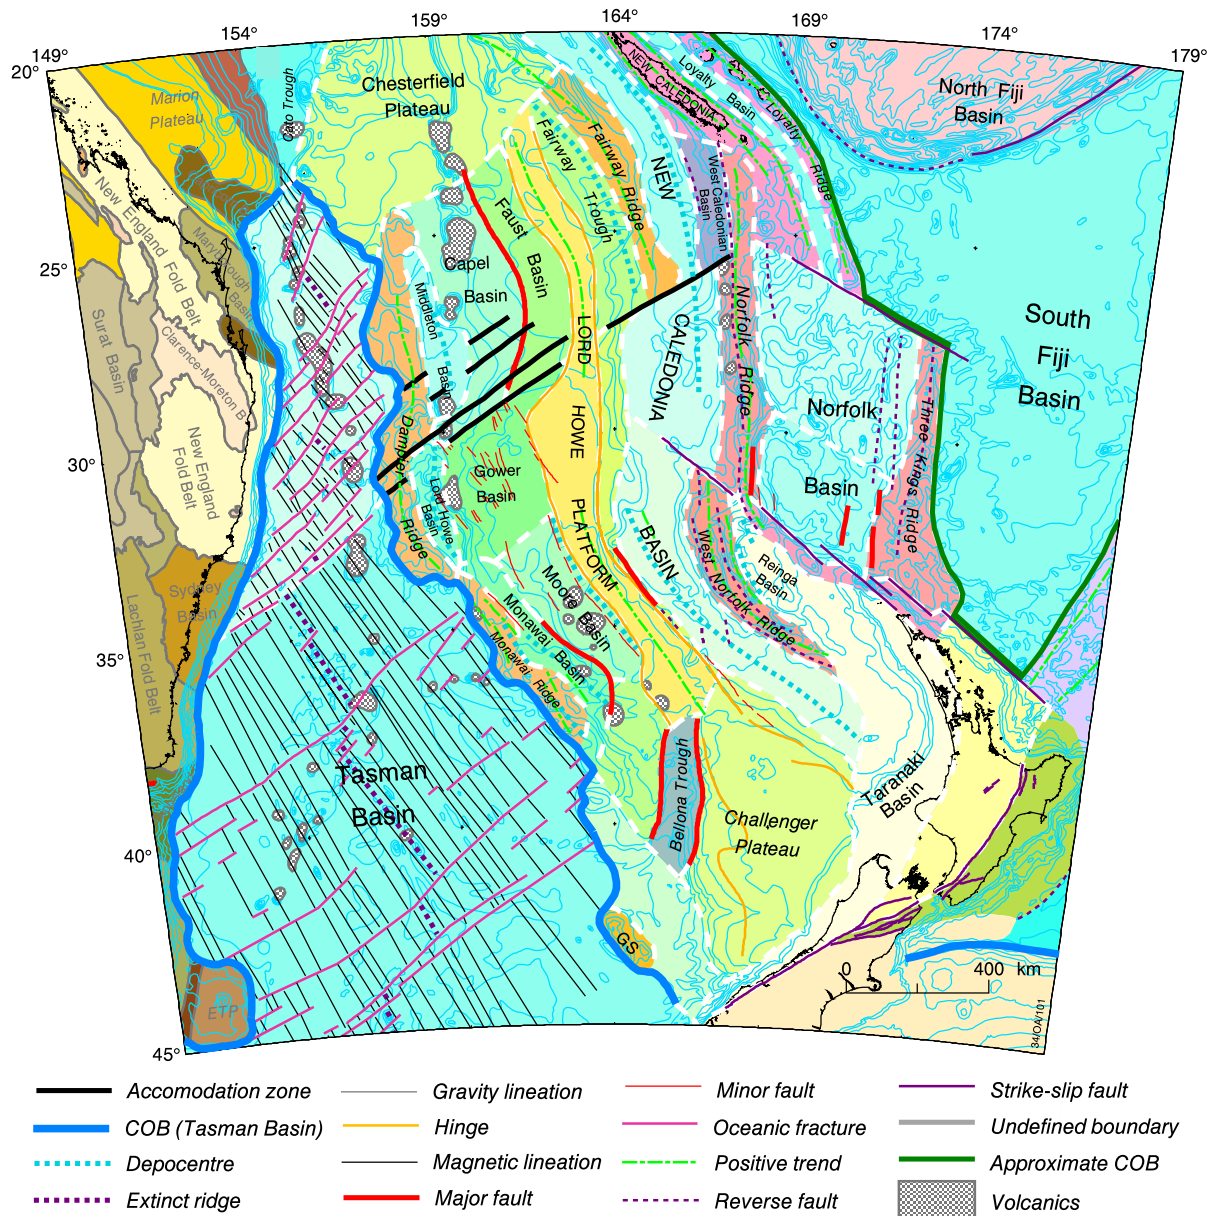 149°
154°
159°
164°
169°
174°
179°
20°
25°
30°
35°
40°
45°
Marion
Plateau
Cato Trough
Chesterfield
Plateau
NEW
CALEDONIA
Loyalty
Basin
Loyalty
Ridge
North Fiji
Basin
Fairway
Trough
Fairway
Ridge
NEW
CALEDONIA
BASIN
West Caledonian
Basin
New England
Fold Belt
Maryborough
Basin
Surat Basin
Clarence-Moreton B
New England
Fold Belt
Sydney
Basin
Lachlan Fold Belt
Faust
Basin
Capel
Basin
Middleton
Basin
LORD
HOWE
PLATFORM
Norfolk
Ridge
Norfolk
Basin
South
Fiji
Basin
Three Kings Ridge
Dampier
Ridge
Lord Howe
Basin
Gower
Basin
Moore Basin
Monawai Basin
Monawai Ridge
West Norfolk Ridge
Reinga
Basin
Tasman
Basin
Bellona Trough
Challenger
Plateau
Taranaki
Basin
GS
ETP
0 400 km
34/OA/101
Accomodation zone
Gravity lineation
Minor fault
Strike-slip fault
COB (Tasman Basin)
Hinge
Oceanic fracture
Undefined boundary
Depocentre
Magnetic lineation
Positive trend
Approximate COB
Extinct ridge
Major fault
Reverse fault
Volcanics